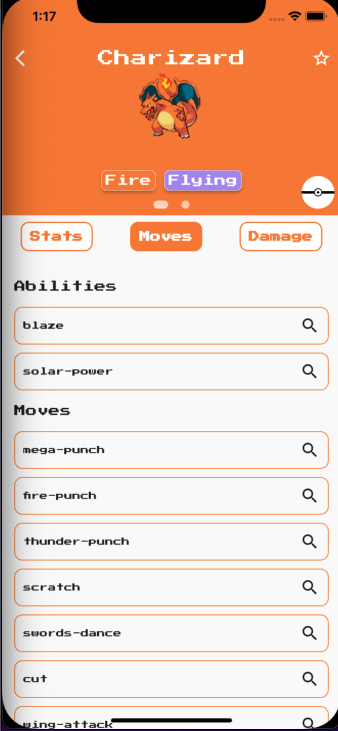 1:17
Charizard
Fire Flying
Stats Moves Damage
Abilities
blaze
solar-power
Moves
mega-punch
fire-punch
thunder-punch
scratch
swords-dance
cut
wing-attack